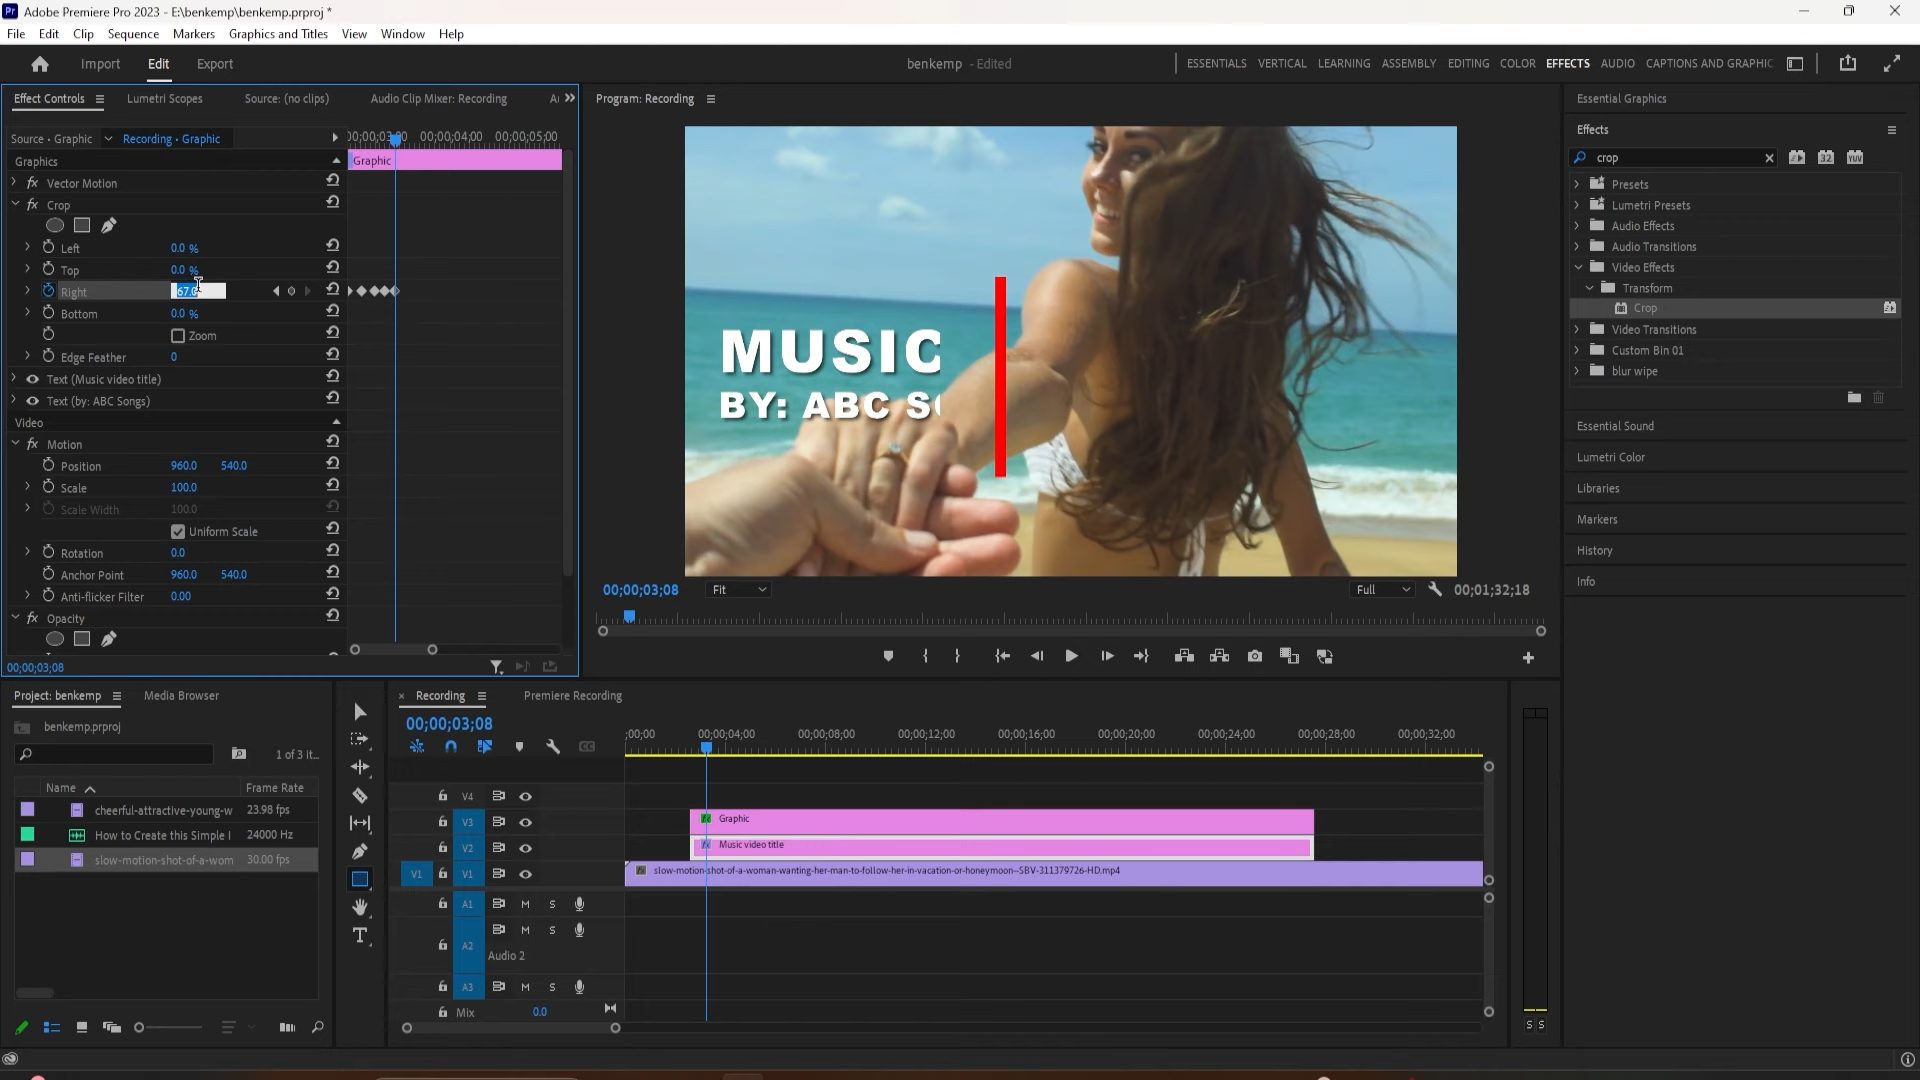 Adobe Premiere Pro 2023 - E:\benkemp\benkemp.prproj *
File Edit Clip Sequence Markers Graphics and Titles View Window Help
Import Edit Export
benkemp - Edited
ESSENTIALS VERTICAL LEARNING ASSEMBLY EDITING COLOR EFFECTS AUDIO CAPTIONS AND GRAPHIC
Effect Controls Lumetri Scopes Source: (no clips) Audio Clip Mixer: Recording
Source • Graphic Recording • Graphic
00;00;04;00 00;00;05;00
Graphics
Graphic
Vector Motion
Crop
Left 0.0 %
Top 0.0 %
Right 67.0
Bottom 0.0 %
Zoom
Edge Feather 0
Text (Music video title)
Text (by: ABC Songs)
Video
Motion
Position 960.0 540.0
Scale 100.0
Scale Width 100.0
Uniform Scale
Rotation 0.0
Anchor Point 960.0 540.0
Anti-flicker Filter 0.00
Opacity
00;00;03;08
Program: Recording
MUSIC
BY: ABC SO
00;00;03;08 Fit Full 00;01;32;18
Essential Graphics
Effects
crop
32 YUV
Presets
Lumetri Presets
Audio Effects
Audio Transitions
Video Effects
Transform
Crop
Video Transitions
Custom Bin 01
blur wipe
Essential Sound
Lumetri Color
Libraries
Markers
History
Info
Project: benkemp Media Browser
benkemp.prproj
1 of 3 it...
Name Frame Rate
cheerful-attractive-young-w 23.98 fps
How to Create this Simple I 24000 Hz
slow-motion-shot-of-a-wom 30.00 fps
Recording Premiere Recording
00;00;03;08
;00;00 00;00;04;00 00;00;08;00 00;00;12;00 00;00;16;00 00;00;20;00 00;00;24;00 00;00;28;00 00;00;32;00
V4
V3 Graphic
V2 Music video title
V1 V1 slow-motion-shot-of-a-woman-wanting-her-man-to-follow-her-in-vacation-or-honeymoon--SBV-311379726-HD.mp4
A1 M S
A2 M S
Audio 2
A3 M S
Mix 0.0
S S